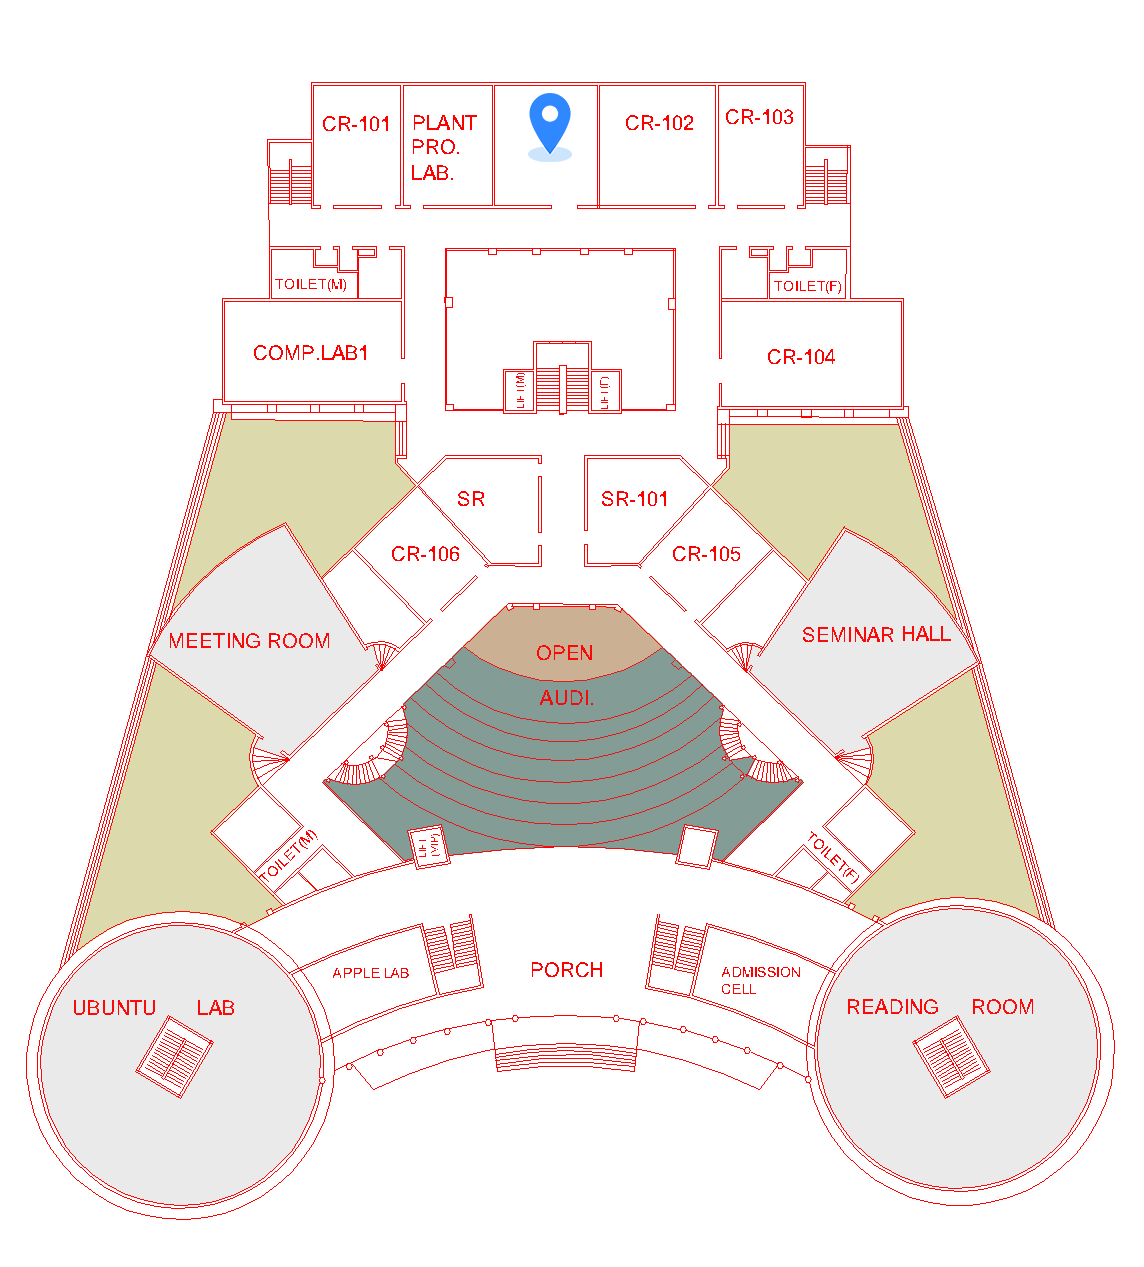 CR-101
PLANT
PRO.
LAB.
CR-102
CR-103
TOILET(M)
TOILET(F)
COMP.LAB1
CR-104
LIFT(M)
LIFT(F)
SR
SR-101
CR-106
CR-105
MEETING ROOM
SEMINAR HALL
OPEN
AUDI.
LIFT
(VIP)
TOILET(M)
TOILET(F)
APPLE LAB
PORCH
ADMISSION
CELL
UBUNTU LAB
READING ROOM